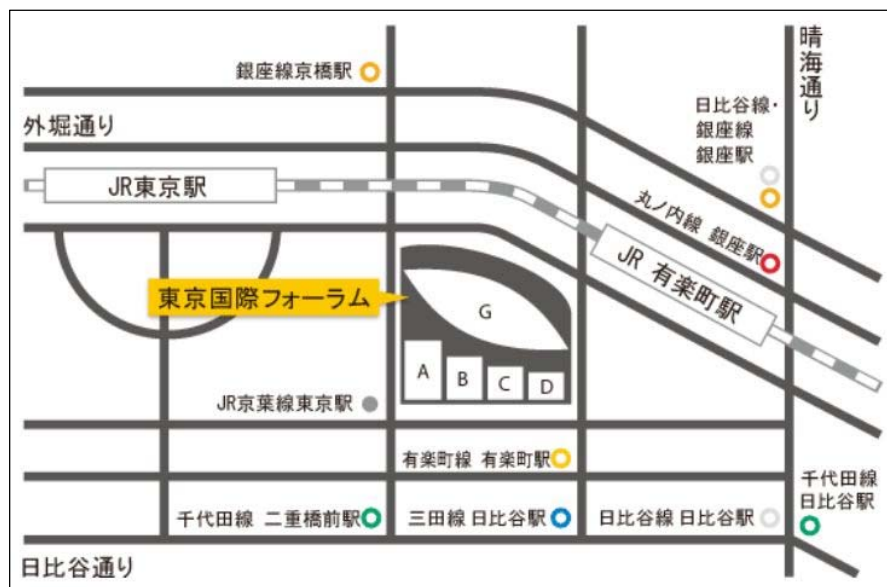 晴海通り
銀座線京橋駅
日比谷線・
銀座線
銀座駅
外堀通り
JR東京駅
丸ノ内線 銀座駅
JR 有楽町駅
東京国際フォーラム
G
A
B
C
D
JR京葉線東京駅
有楽町線 有楽町駅
千代田線
日比谷駅
千代田線 二重橋前駅
三田線 日比谷駅
日比谷線 日比谷駅
日比谷通り